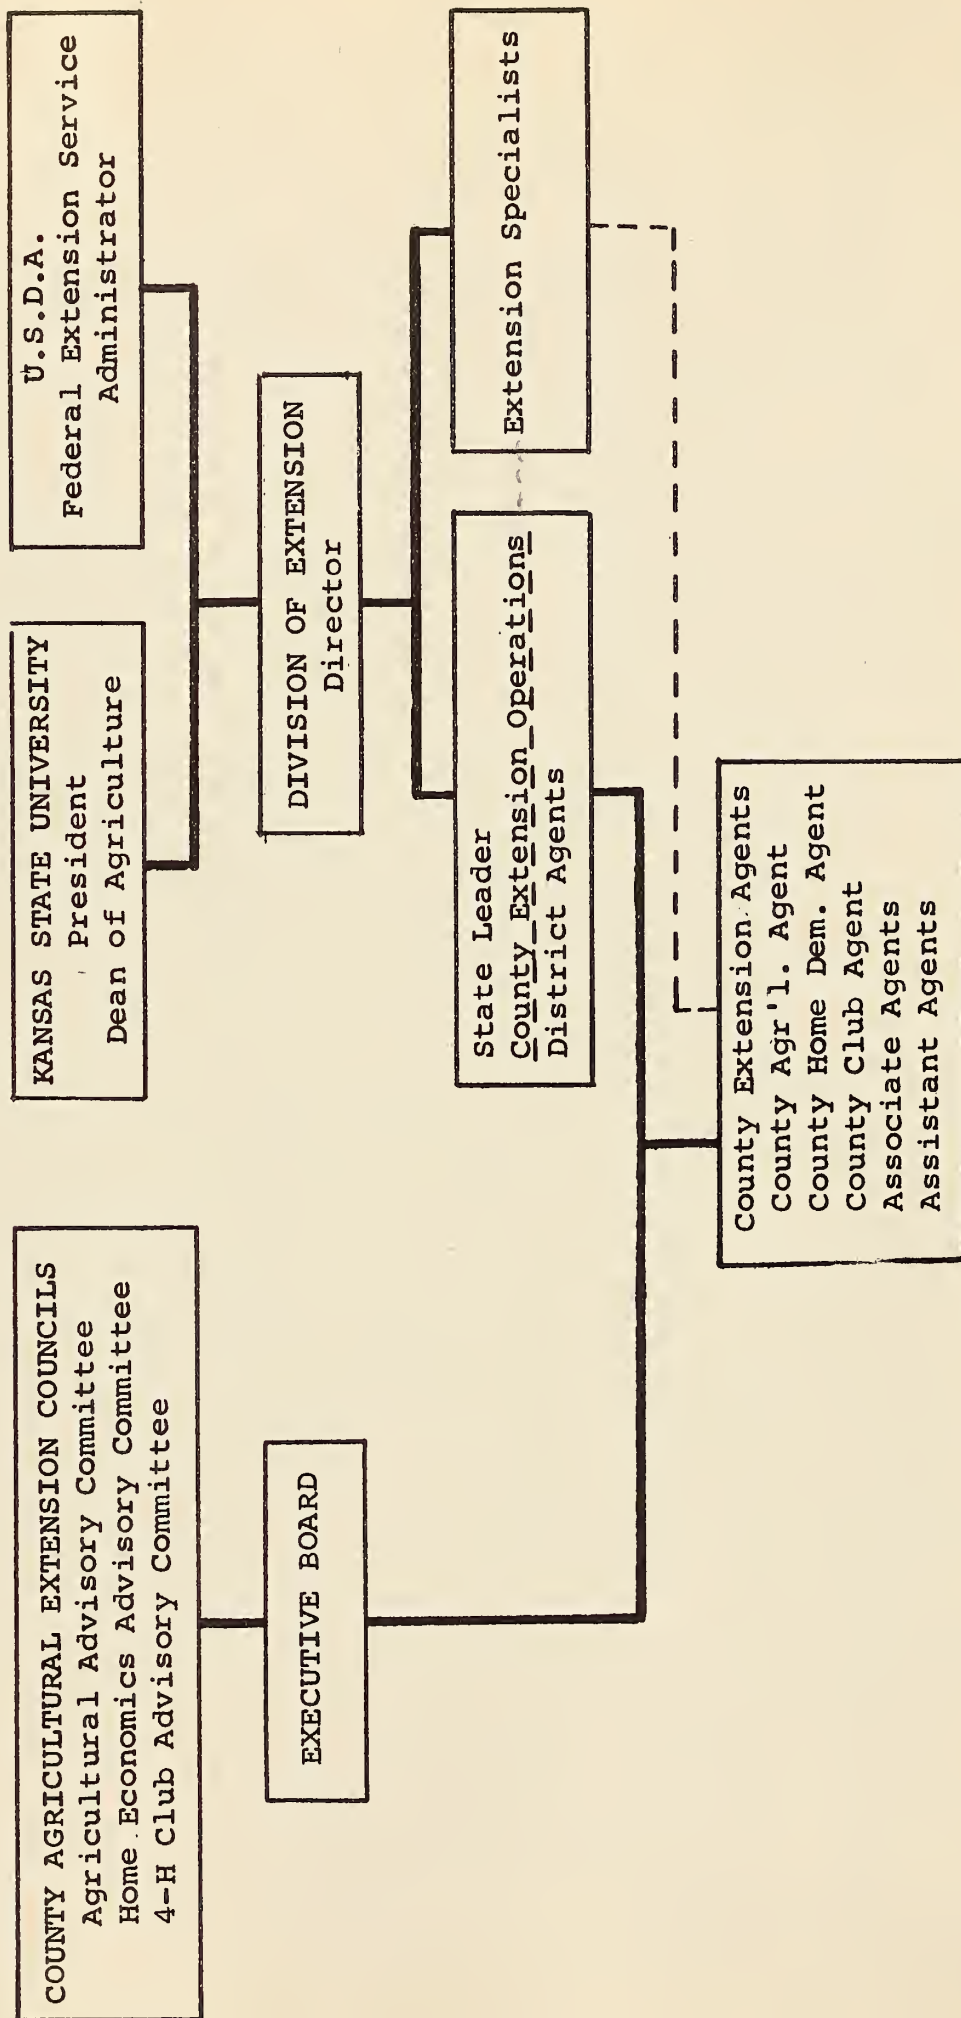 COUNTY AGRICULTURAL EXTENSION COUNCILS
Agricultural Advisory Committee
Home Economics Advisory Committee
4-H Club Advisory Committee
KANSAS STATE UNIVERSITY
President
Dean of Agriculture
U.S.D.A.
Federal Extension Service
Administrator
EXECUTIVE BOARD
DIVISION OF EXTENSION
Director
State Leader
County Extension Operations
District Agents
Extension Specialists
County Extension Agents
County Agr'l. Agent
County Home Dem. Agent
County Club Agent
Associate Agents
Assistant Agents